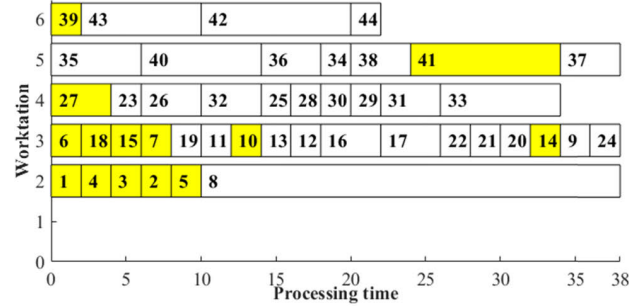 6 39 43 42 44
5 35 40 36 34 38 41 37
4 27 23 26 32 25 28 30 29 31 33
3 6 18 15 7 19 11 10 13 12 16 17 22 21 20 14 9 24
2 1 4 3 2 5 8
1
0
Worktation
0 5 10 15 20 25 30 35 38
Processing time